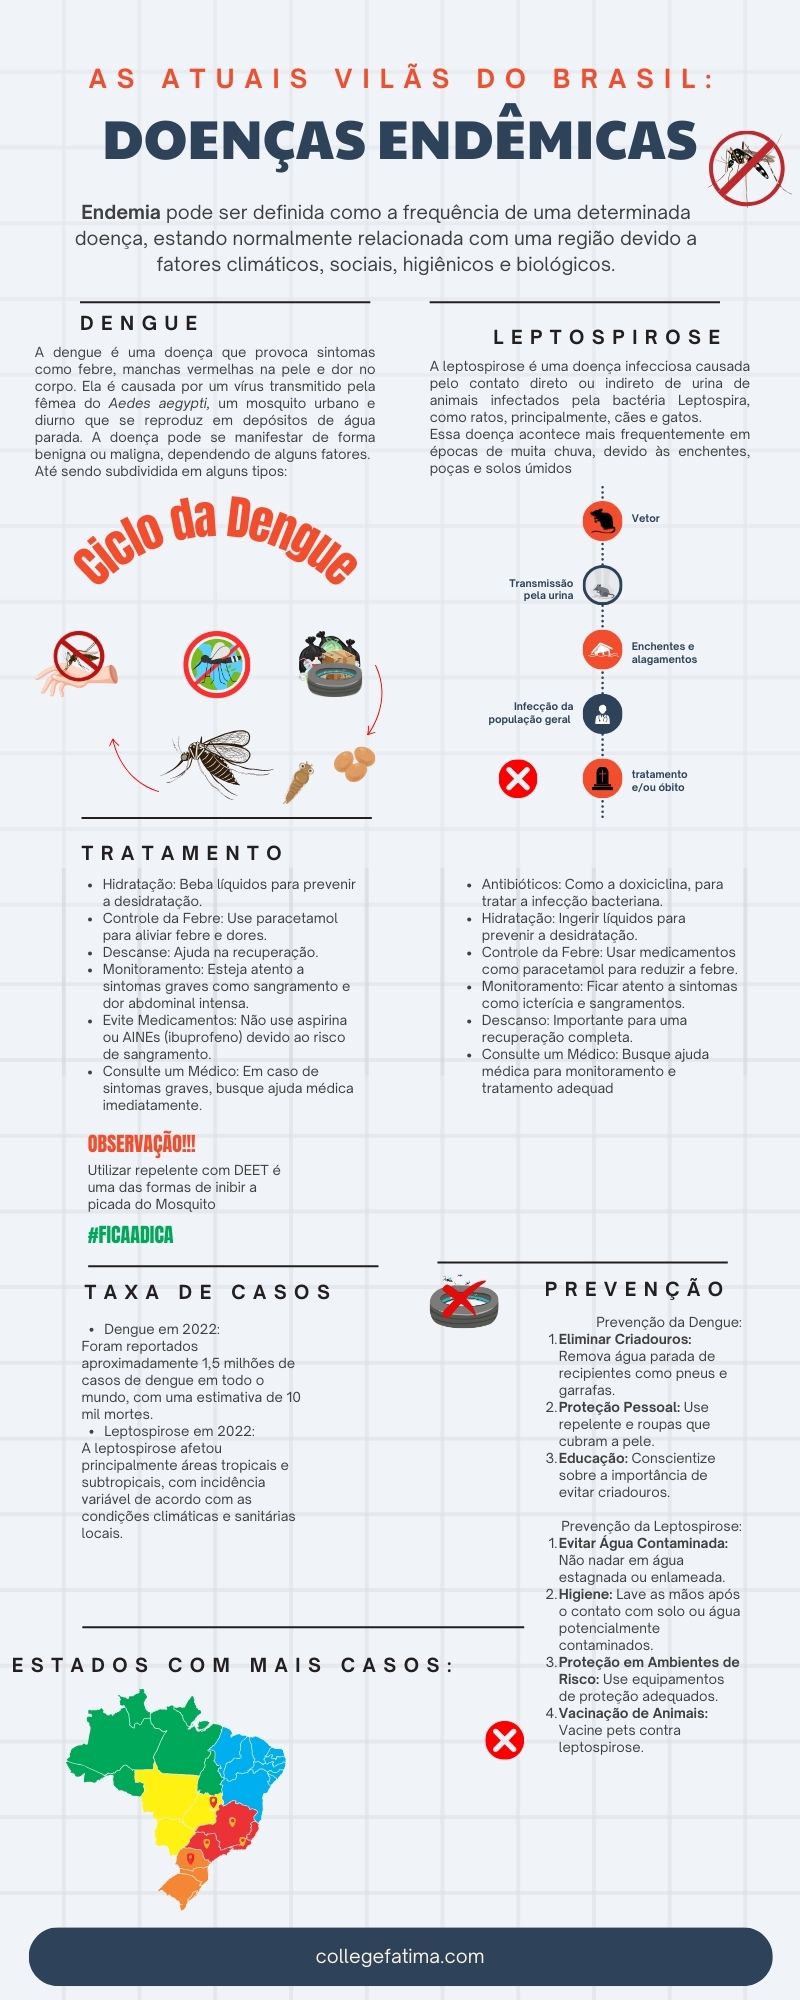 AS ATUAIS VILÃS DO BRASIL:
DOENÇAS ENDÊMICAS
Endemia pode ser definida como a frequência de uma determinada
doença, estando normalmente relacionada com uma região devido a
fatores climáticos, sociais, higiênicos e biológicos.
DENGUE
A dengue é uma doença que provoca sintomas
como febre, manchas vermelhas na pele e dor no
corpo. Ela é causada por um vírus transmitido pela
fêmea do Aedes aegypti, um mosquito urbano e
diurno que se reproduz em depósitos de água
parada. A doença pode se manifestar de forma
benigna ou maligna, dependendo de alguns fatores.
Até sendo subdividida em alguns tipos:
Ciclo da Dengue
LEPTOSPIROSE
A leptospirose é uma doença infecciosa causada
pelo contato direto ou indireto de urina de
animais infectados pela bactéria Leptospira,
como ratos, principalmente, cães e gatos.
Essa doença acontece mais frequentemente em
épocas de muita chuva, devido às enchentes,
poças e solos úmidos
Vetor
Transmissão
pela urina
Enchentes e
alagamentos
Infecção da
população geral
tratamento
e/ou óbito
TRATAMENTO
• Hidratação: Beba líquidos para prevenir
a desidratação.
• Controle da Febre: Use paracetamol
para aliviar febre e dores.
• Descanse: Ajuda na recuperação.
• Monitoramento: Esteja atento a
sintomas graves como sangramento e
dor abdominal intensa.
• Evite Medicamentos: Não use aspirina
ou AINEs (ibuprofeno) devido ao risco
de sangramento.
• Consulte um Médico: Em caso de
sintomas graves, busque ajuda médica
imediatamente.
• Antibióticos: Como a doxiciclina, para
tratar a infecção bacteriana.
• Hidratação: Ingerir líquidos para
prevenir a desidratação.
• Controle da Febre: Usar medicamentos
como paracetamol para reduzir a febre.
• Monitoramento: Ficar atento a sintomas
como icterícia e sangramentos.
• Descanso: Importante para uma
recuperação completa.
• Consulte um Médico: Busque ajuda
médica para monitoramento e
tratamento adequad
OBSERVAÇÃO!!!
Utilizar repelente com DEET é
uma das formas de inibir a
picada do Mosquito
#FICAADICA
TAXA DE CASOS
• Dengue em 2022:
Foram reportados
aproximadamente 1,5 milhões de
casos de dengue em todo o
mundo, com uma estimativa de 10
mil mortes.
• Leptospirose em 2022:
A leptospirose afetou
principalmente áreas tropicais e
subtropicais, com incidência
variável de acordo com as
condições climáticas e sanitárias
locais.
PREVENÇÃO
Prevenção da Dengue:
1. Eliminar Criadouros:
Remova água parada de
recipientes como pneus e
garrafas.
2. Proteção Pessoal: Use
repelente e roupas que
cubram a pele.
3. Educação: Conscientize
sobre a importância de
evitar criadouros.
Prevenção da Leptospirose:
1. Evitar Água Contaminada:
Não nadar em água
estagnada ou enlameada.
2. Higiene: Lave as mãos após
o contato com solo ou água
potencialmente
contaminados.
3. Proteção em Ambientes de
Risco: Use equipamentos
de proteção adequados.
4. Vacinação de Animais:
Vacine pets contra
leptospirose.
ESTADOS COM MAIS CASOS:
collegefatima.com